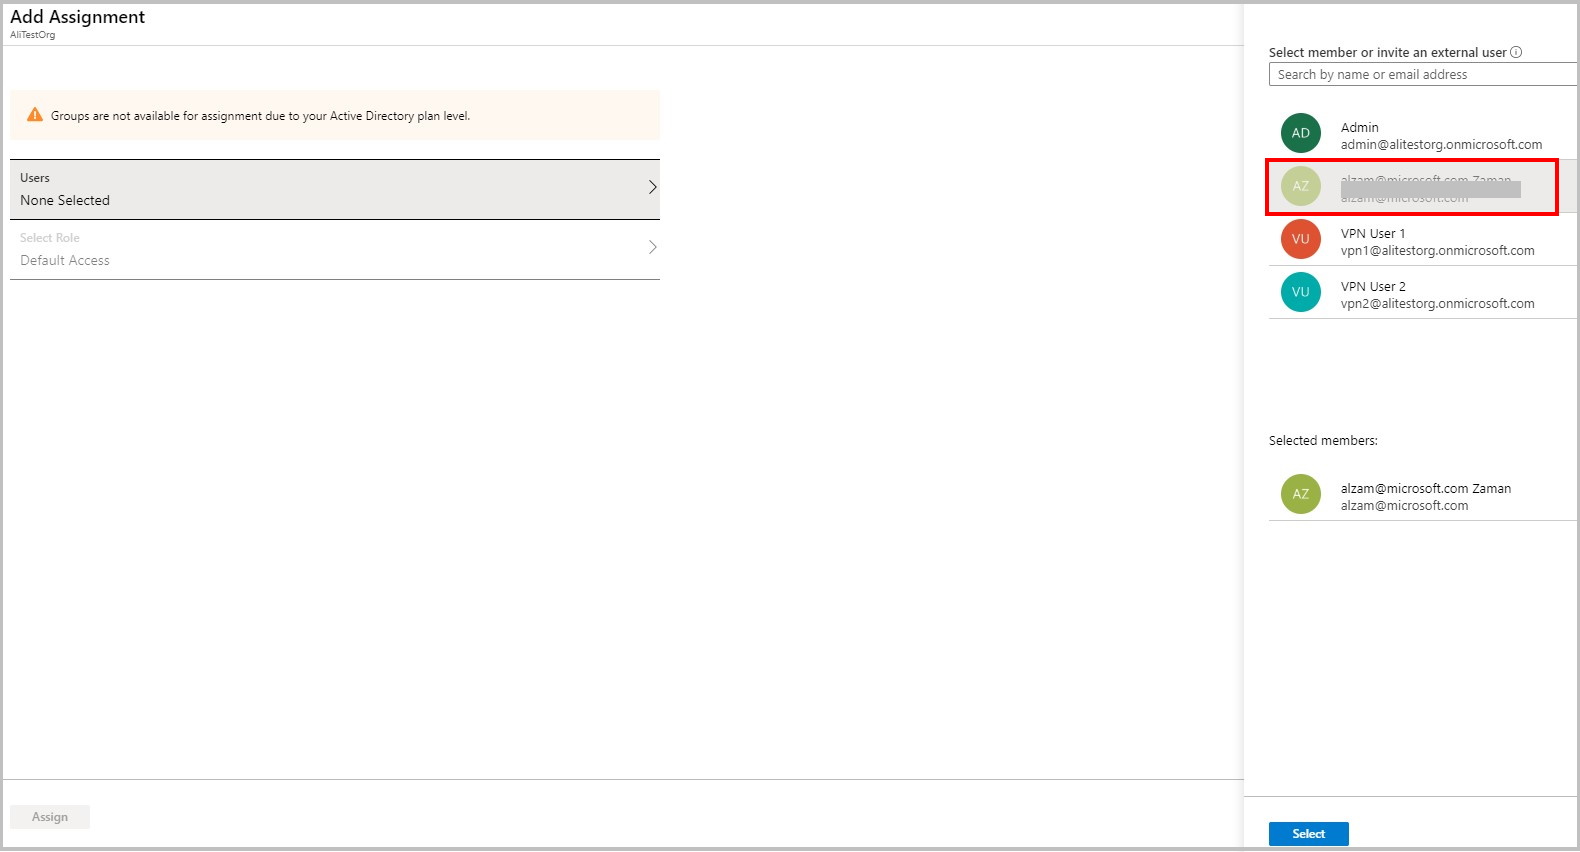 Add Assignment
AliTestOrg
Groups are not available for assignment due to your Active Directory plan level.
Users
None Selected
Select Role
Default Access
Assign
Select member or invite an external user
Search by name or email address
AD
Admin
admin@alitestorg.onmicrosoft.com
AZ
alzam@microsoft.com Zaman
alzam@microsoft.com
VU
VPN User 1
vpn1@alitestorg.onmicrosoft.com
VU
VPN User 2
vpn2@alitestorg.onmicrosoft.com
Selected members:
AZ
alzam@microsoft.com Zaman
alzam@microsoft.com
Select